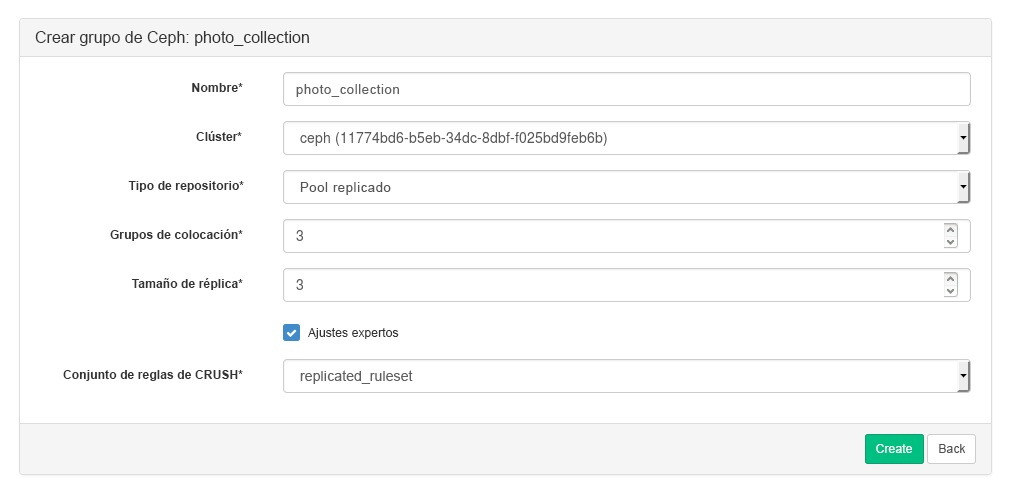 Crear grupo de Ceph: photo_collection
Nombre* photo_collection
Clúster* ceph (11774bd6-b5eb-34dc-8dbf-f025bd9feb6b)
Tipo de repositorio* Pool replicado
Grupos de colocación* 3
Tamaño de réplica* 3
Ajustes expertos
Conjunto de reglas de CRUSH* replicated_ruleset
Create Back